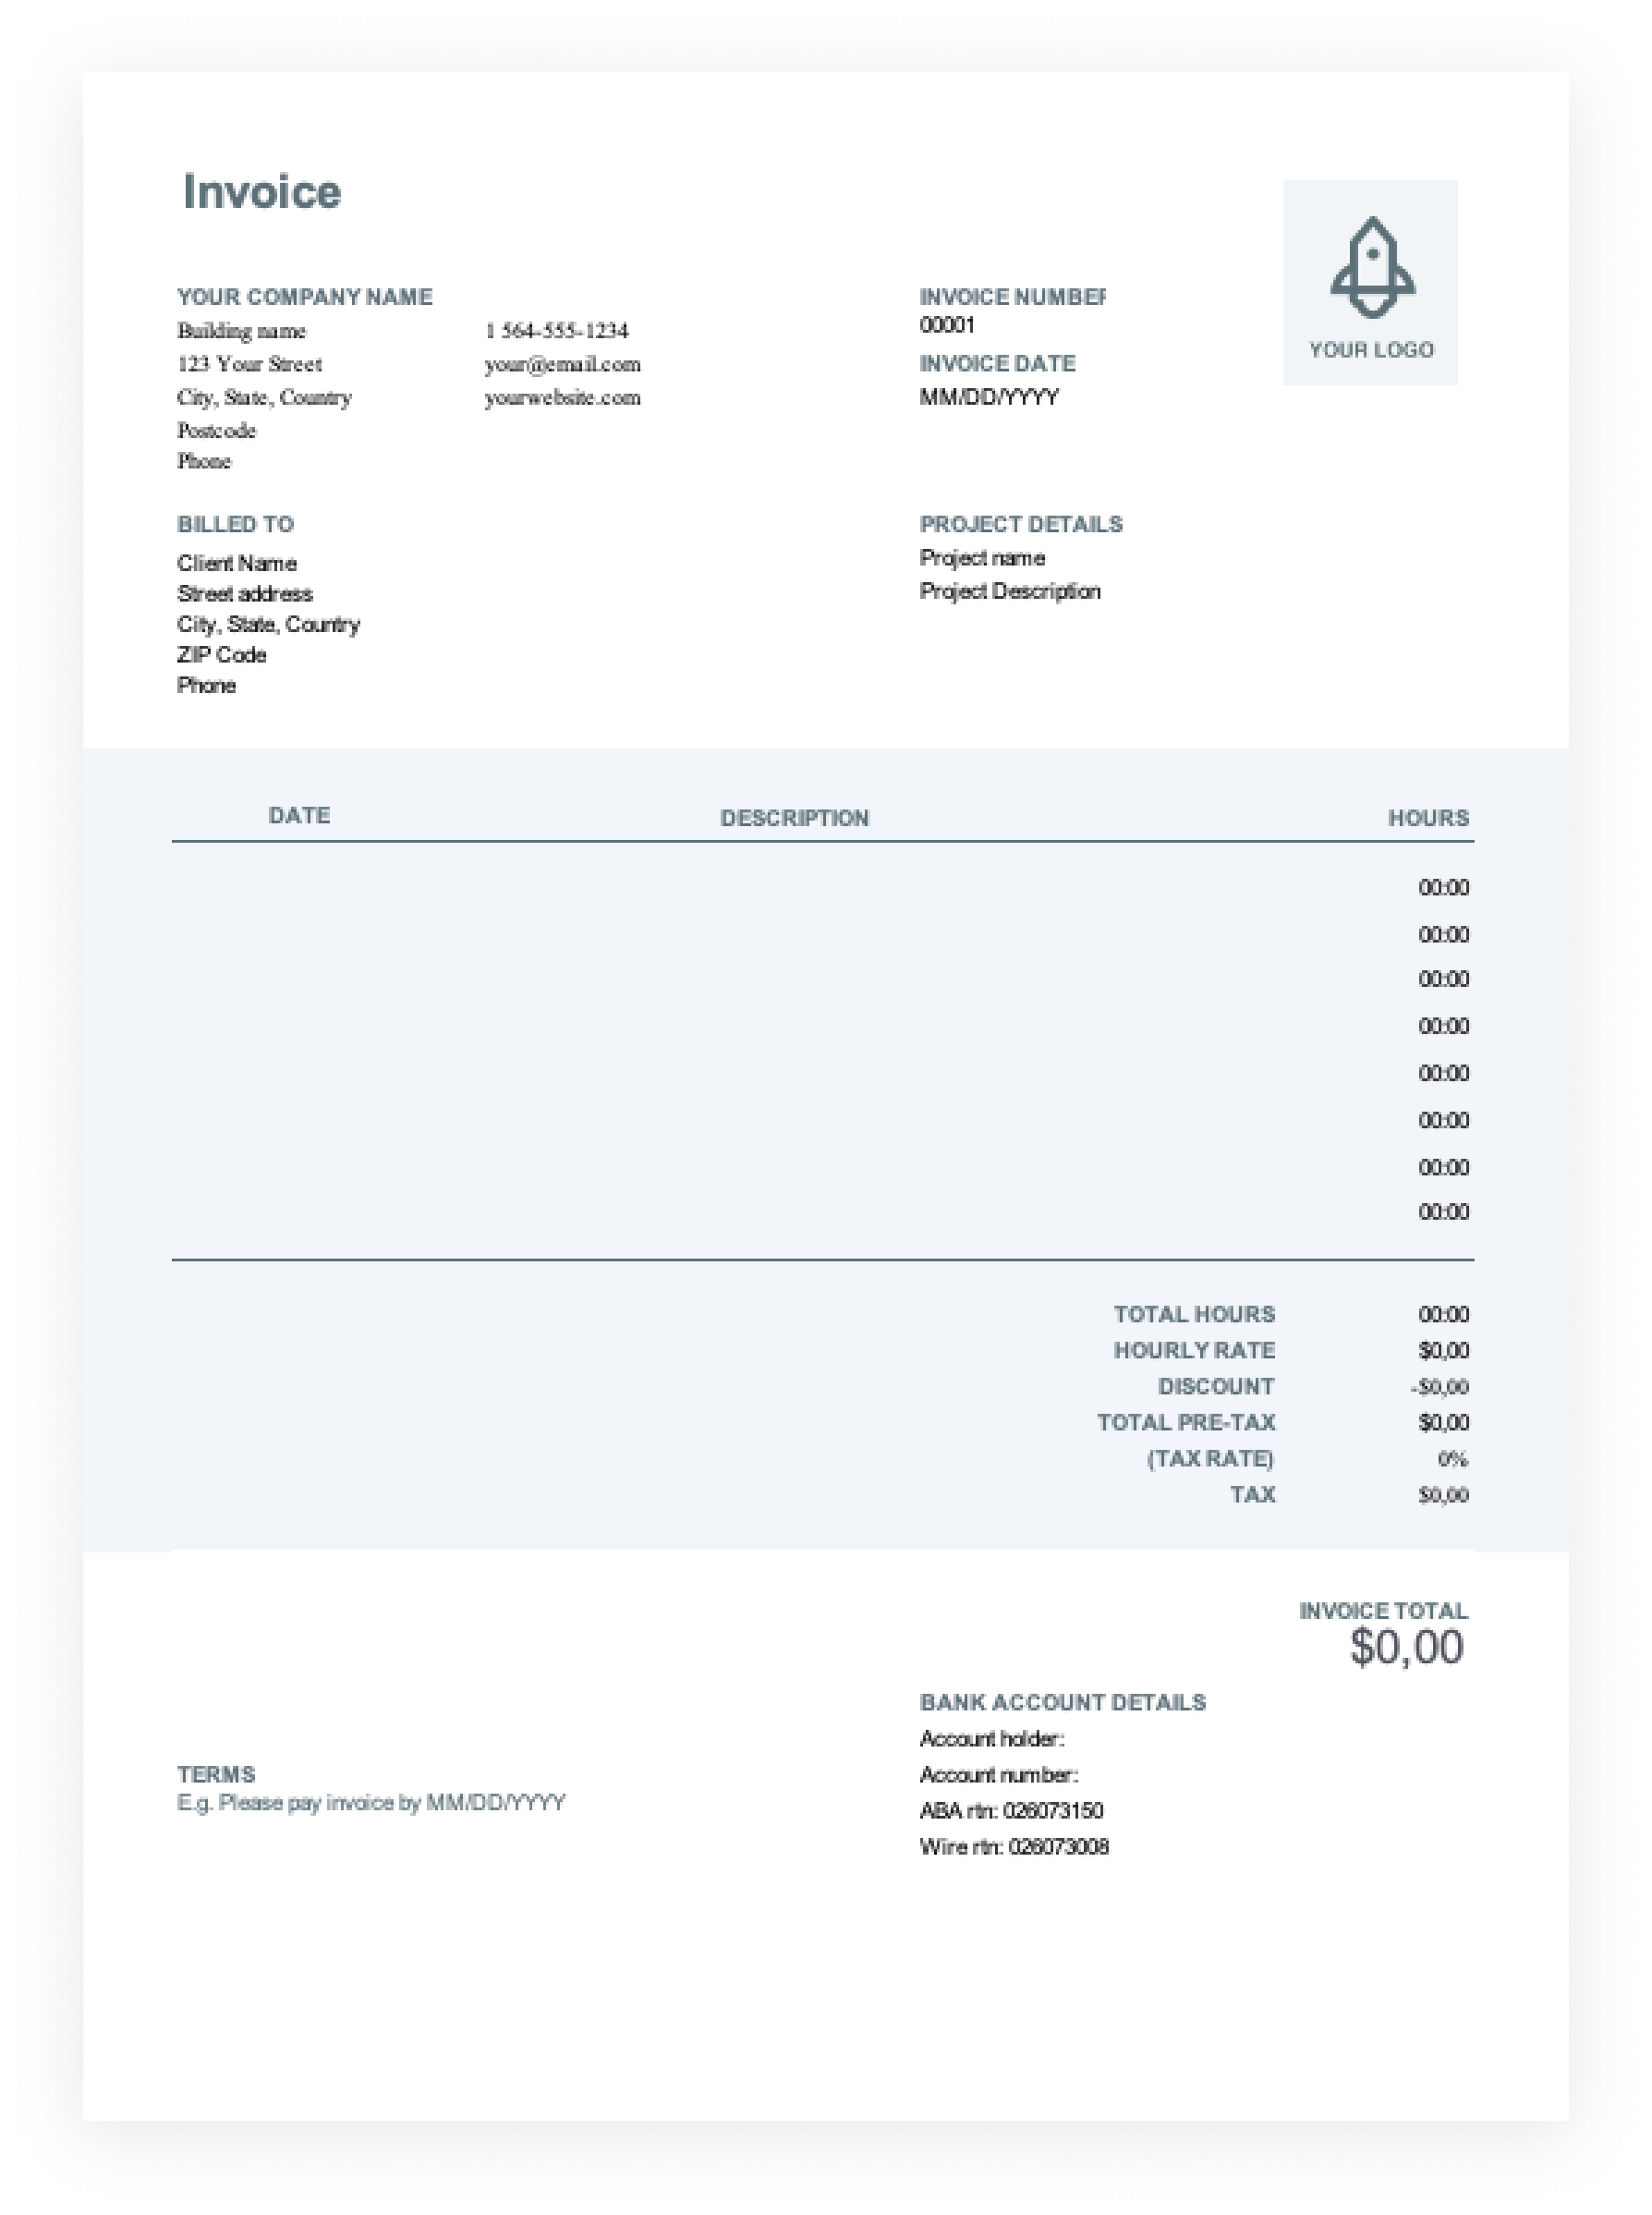 Invoice
YOUR LOGO
YOUR COMPANY NAME
Building name
123 Your Street
City, State, Country
Postcode
Phone
1 564-555-1234
your@email.com
yourwebsite.com
INVOICE NUMBER
00001
INVOICE DATE
MM/DD/YYYY
BILLED TO
Client Name
Street address
City, State, Country
ZIP Code
Phone
PROJECT DETAILS
Project name
Project Description
DATE DESCRIPTION HOURS
00:00
00:00
00:00
00:00
00:00
00:00
00:00
00:00
TOTAL HOURS 00:00
HOURLY RATE $0,00
DISCOUNT -$0,00
TOTAL PRE-TAX $0,00
(TAX RATE) 0%
TAX $0,00
INVOICE TOTAL
$0,00
BANK ACCOUNT DETAILS
Account holder:
Account number:
ABA rtn: 026073150
Wire rtn: 026073008
TERMS
E.g. Please pay invoice by MM/DD/YYYY